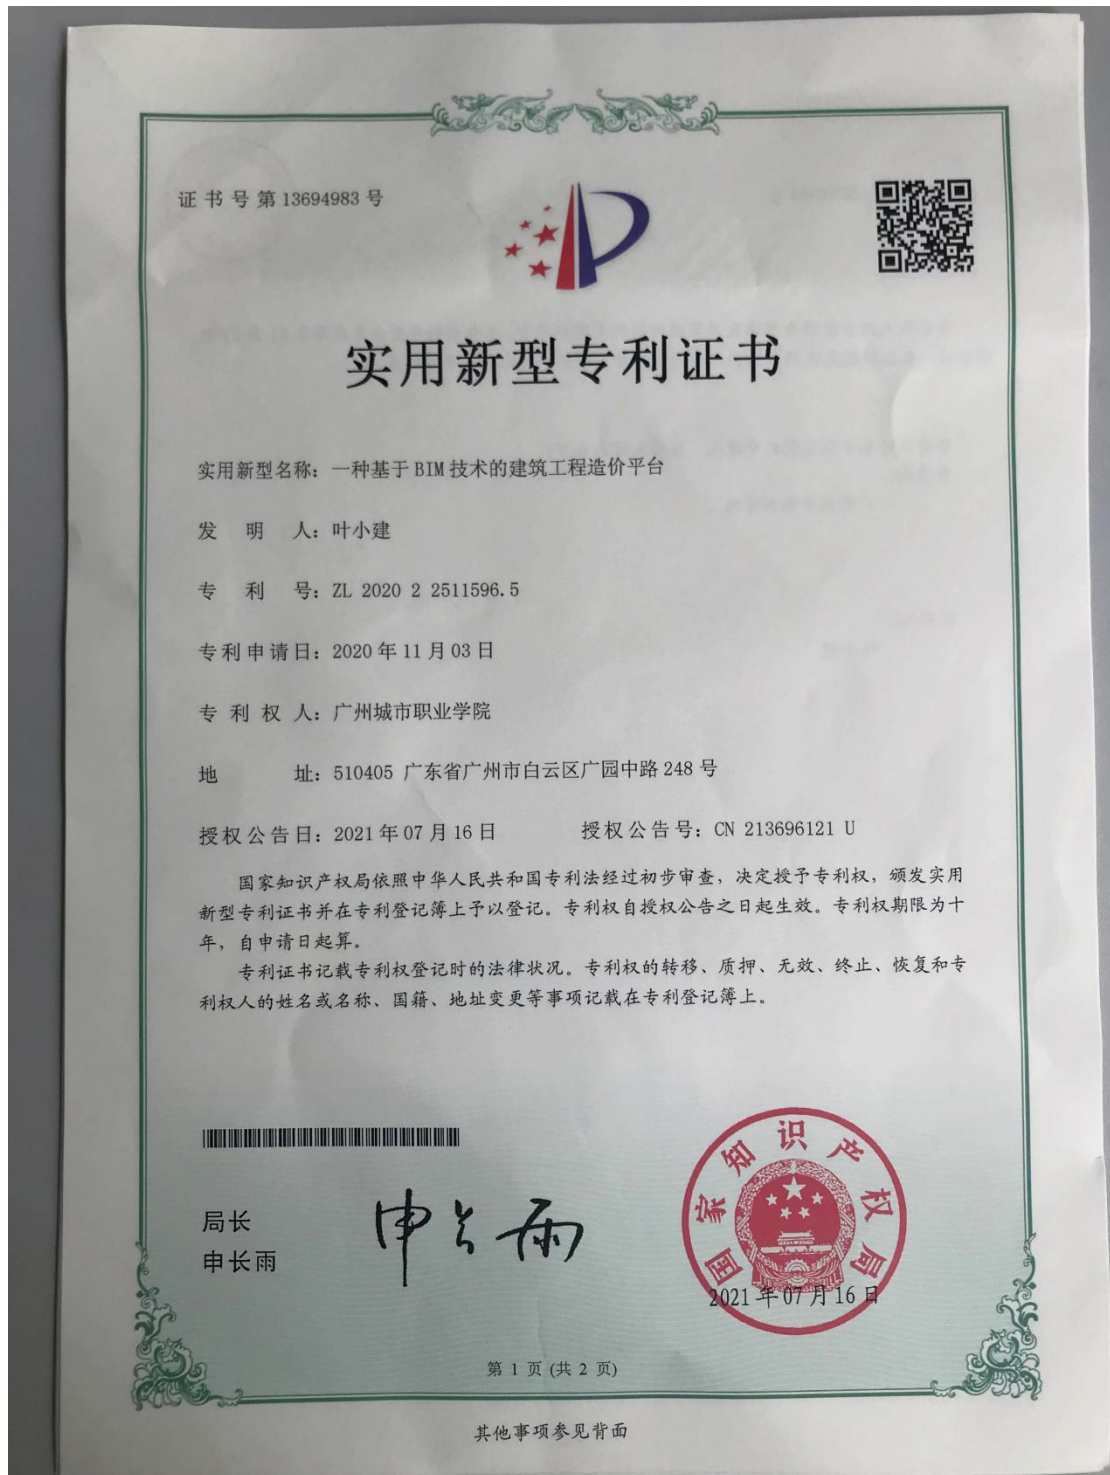 证书号第13694983号
实用新型专利证书
实用新型名称：一种基于BIM技术的建筑工程造价平台
发明人：叶小建
专利号：ZL 2020 2 2511596.5
专利申请日：2020年11月03日
专利权人：广州城市职业学院
地址：510405 广东省广州市白云区广园中路248号
授权公告日：2021年07月16日 授权公告号：CN 213696121 U
国家知识产权局依照中华人民共和国专利法经过初步审查，决定授予专利权，颁发实用
新型专利证书并在专利登记簿上予以登记。专利权自授权公告之日起生效。专利权期限为十
年，自申请日起算。
专利证书记载专利权登记时的法律状况。专利权的转移、质押、无效、终止、恢复和专
利权人的姓名或名称、国籍、地址变更等事项记载在专利登记簿上。
局长
申长雨
申长雨
国家知识产权局
2021年07月16日
第 1 页 (共 2 页)
其他事项参见背面